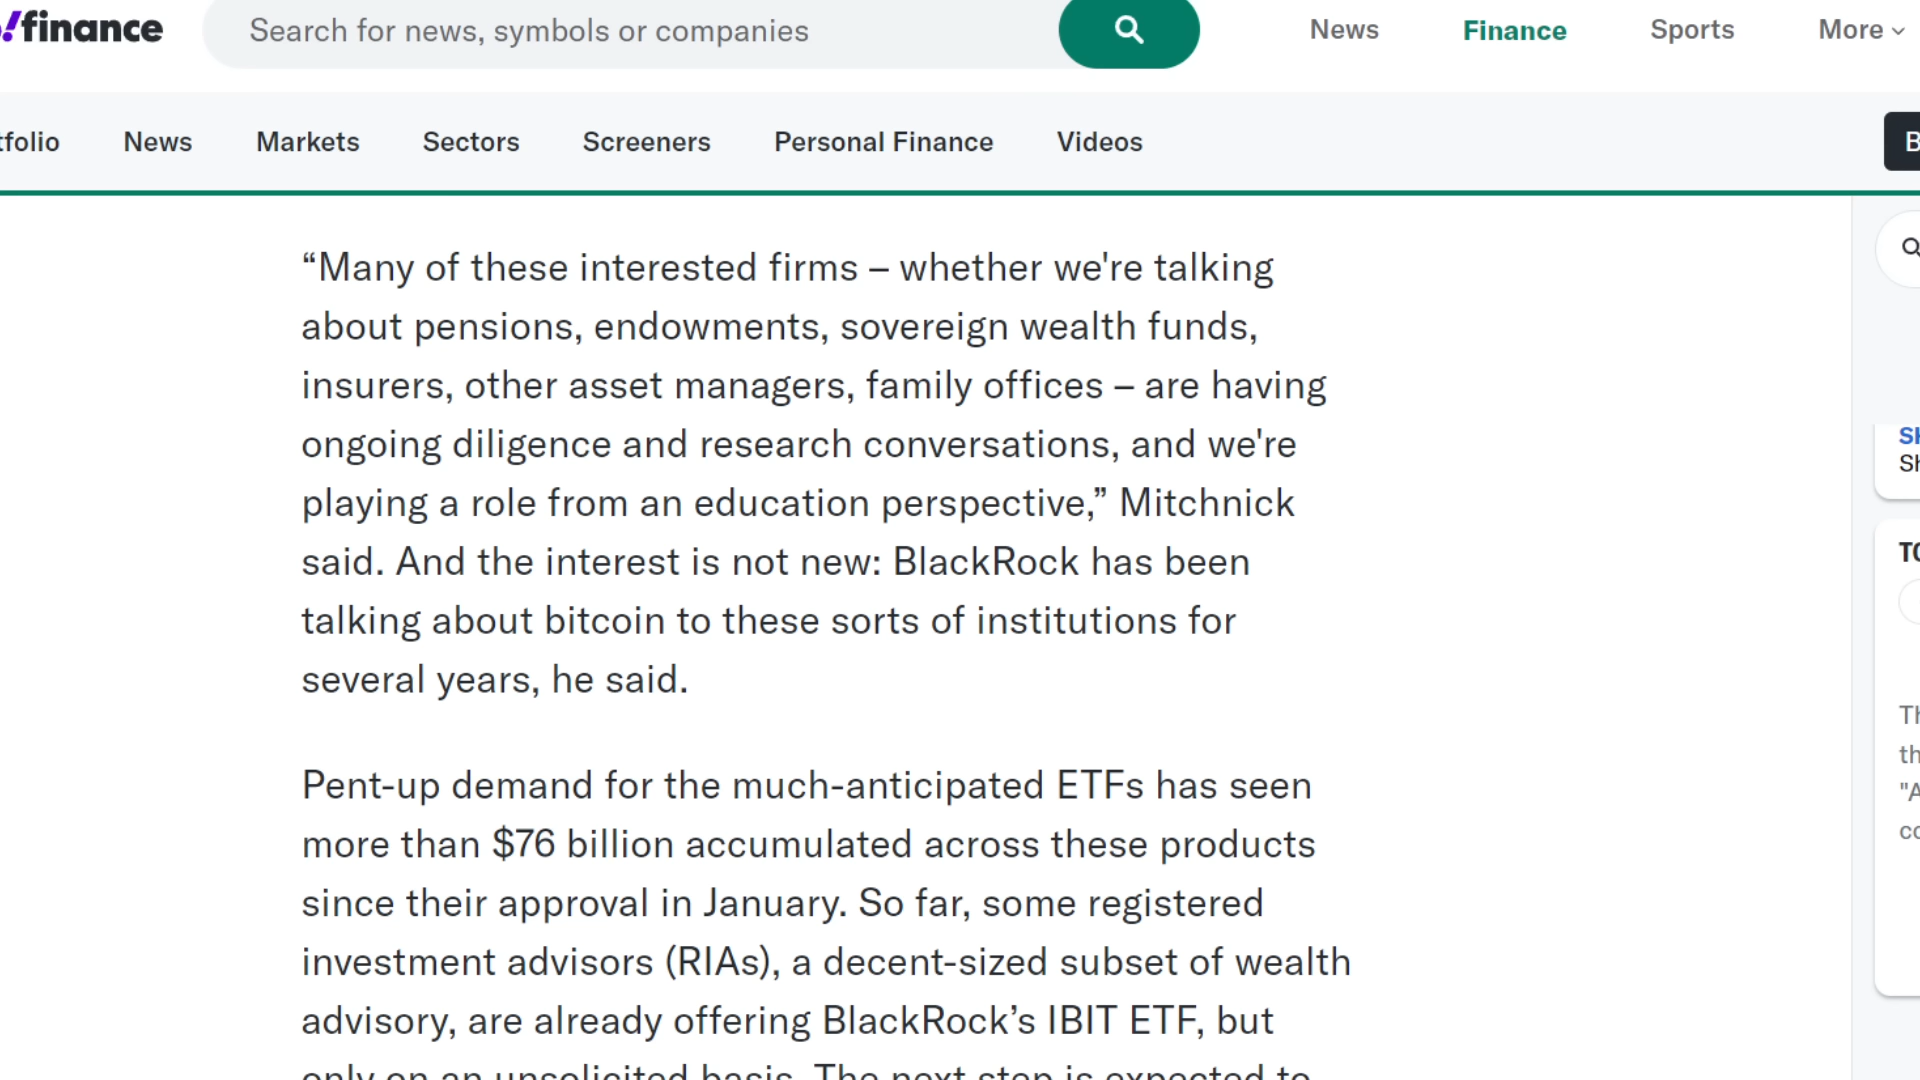 !finance
Search for news, symbols or companies
News
Finance
Sports
More
tfolio
News
Markets
Sectors
Screeners
Personal Finance
Videos
B
“Many of these interested firms – whether we're talking
about pensions, endowments, sovereign wealth funds,
insurers, other asset managers, family offices – are having
ongoing diligence and research conversations, and we're
playing a role from an education perspective,” Mitchnick
said. And the interest is not new: BlackRock has been
talking about bitcoin to these sorts of institutions for
several years, he said.
Pent-up demand for the much-anticipated ETFs has seen
more than $76 billion accumulated across these products
since their approval in January. So far, some registered
investment advisors (RIAs), a decent-sized subset of wealth
advisory, are already offering BlackRock’s IBIT ETF, but
only on an unsolicited basis. The next step is expected to
Th
th
"A
co